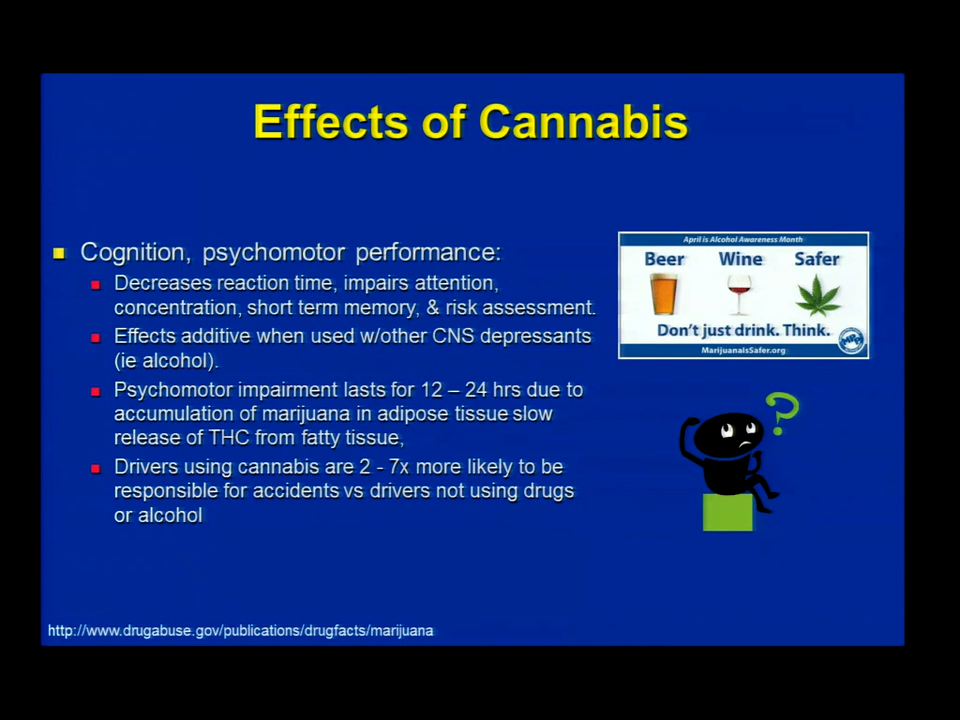 Effects of Cannabis
Cognition, psychomotor performance:
Decreases reaction time, impairs attention,
concentration, short term memory, & risk assessment.
Effects additive when used w/other CNS depressants
(ie alcohol).
Psychomotor impairment lasts for 12 – 24 hrs due to
accumulation of marijuana in adipose tissue slow
release of THC from fatty tissue,
Drivers using cannabis are 2 - 7x more likely to be
responsible for accidents vs drivers not using drugs
or alcohol
April is Alcohol Awareness Month
Beer Wine Safer
Don't just drink. Think.
MarijuanaIsSafer.org
?
http://www.drugabuse.gov/publications/drugfacts/marijuana